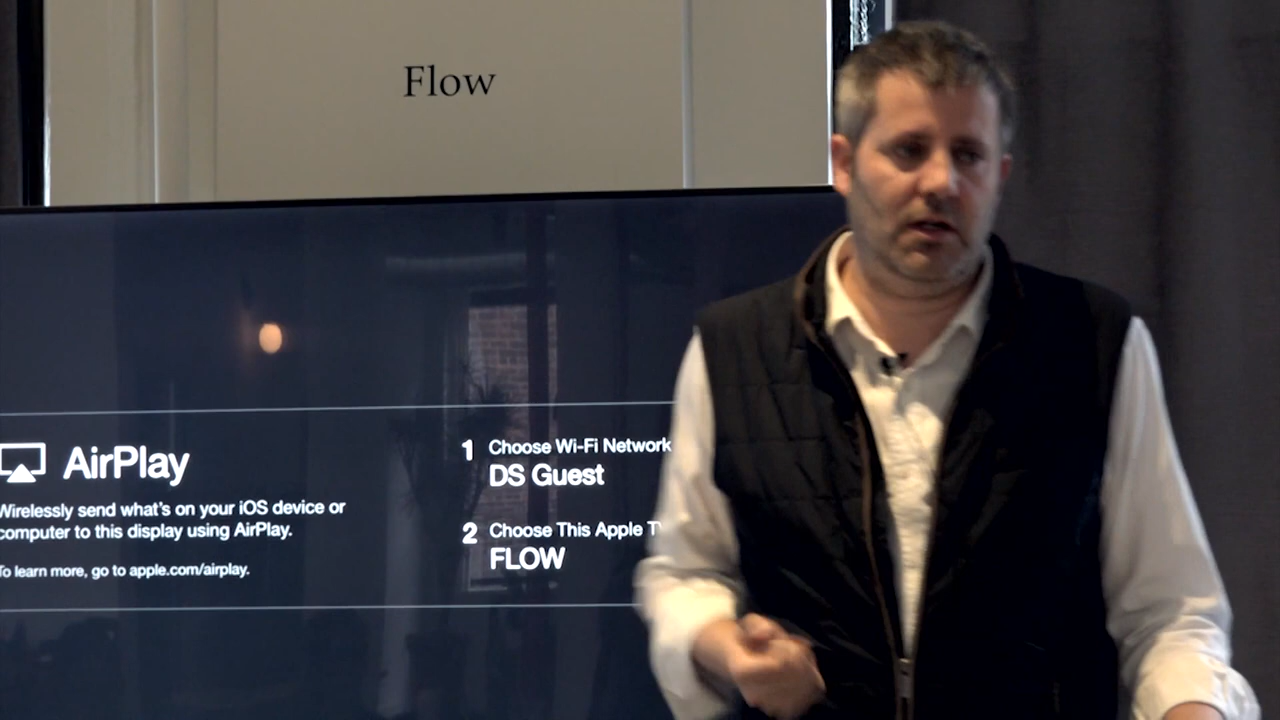 Flow
AirPlay
Wirelessly send what's on your iOS device or
computer to this display using AirPlay.
To learn more, go to apple.com/airplay.
1 Choose Wi-Fi Network
DS Guest
2 Choose This Apple TV
FLOW